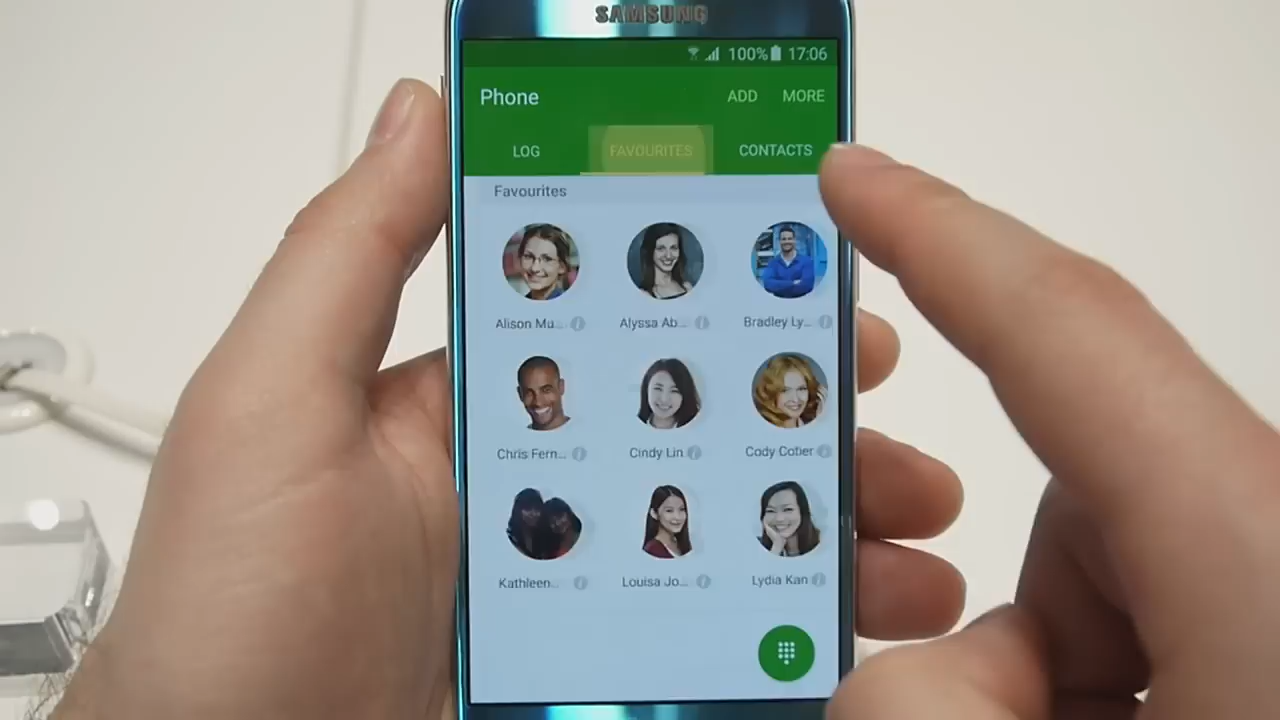 SAMSUNG
100% 17:06
Phone ADD MORE
LOG FAVOURITES CONTACTS
Favourites
Alison Mu... Alyssa Ab... Bradley Ly...
Chris Fern... Cindy Lin Cody Cotier
Kathleen... Louisa Jo... Lydia Kan